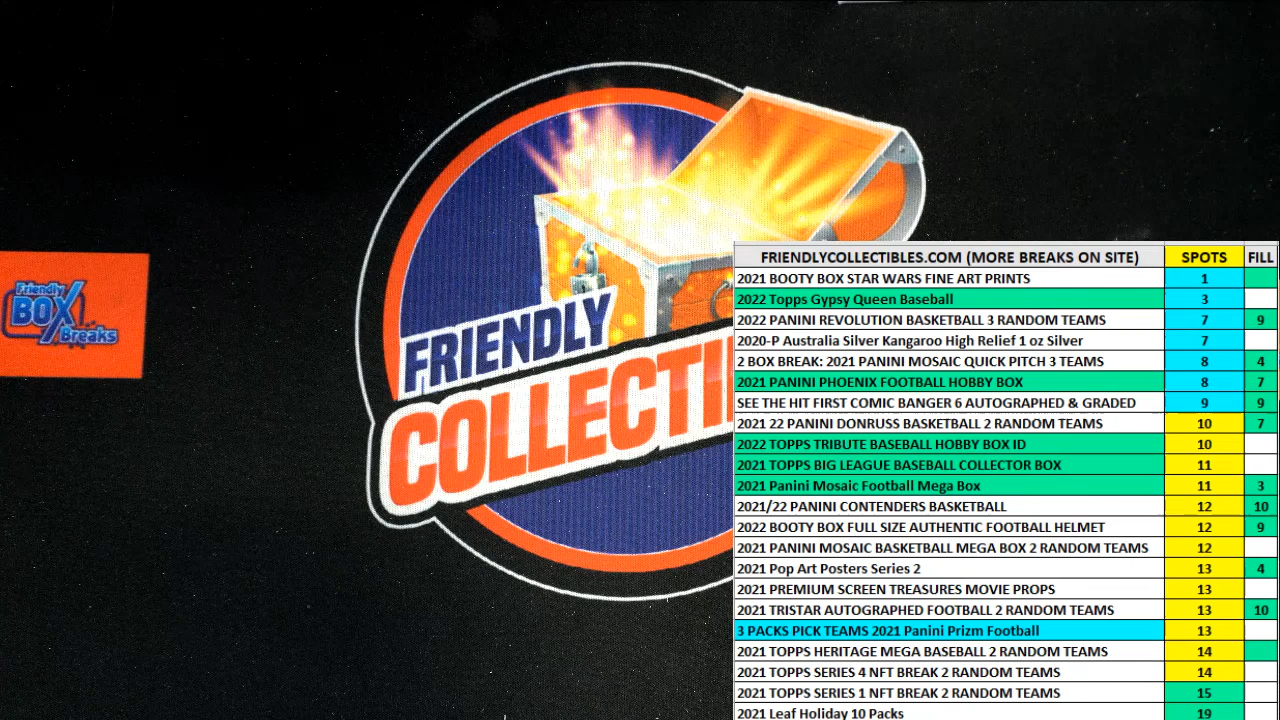 Friendly
BOX
Breaks
FRIENDLY
COLLECTI
FRIENDLYCOLLECTIBLES.COM (MORE BREAKS ON SITE) SPOTS FILL
2021 BOOTY BOX STAR WARS FINE ART PRINTS 1
2022 Topps Gypsy Queen Baseball 3
2022 PANINI REVOLUTION BASKETBALL 3 RANDOM TEAMS 7 9
2020-P Australia Silver Kangaroo High Relief 1 oz Silver 7
2 BOX BREAK: 2021 PANINI MOSAIC QUICK PITCH 3 TEAMS 8 4
2021 PANINI PHOENIX FOOTBALL HOBBY BOX 8 7
SEE THE HIT FIRST COMIC BANGER 6 AUTOGRAPHED & GRADED 9 9
2021 22 PANINI DONRUSS BASKETBALL 2 RANDOM TEAMS 10 7
2022 TOPPS TRIBUTE BASEBALL HOBBY BOX ID 10
2021 TOPPS BIG LEAGUE BASEBALL COLLECTOR BOX 11
2021 Panini Mosaic Football Mega Box 11 3
2021/22 PANINI CONTENDERS BASKETBALL 12 10
2022 BOOTY BOX FULL SIZE AUTHENTIC FOOTBALL HELMET 12 9
2021 PANINI MOSAIC BASKETBALL MEGA BOX 2 RANDOM TEAMS 12
2021 Pop Art Posters Series 2 13 4
2021 PREMIUM SCREEN TREASURES MOVIE PROPS 13
2021 TRISTAR AUTOGRAPHED FOOTBALL 2 RANDOM TEAMS 13 10
3 PACKS PICK TEAMS 2021 Panini Prizm Football 13
2021 TOPPS HERITAGE MEGA BASEBALL 2 RANDOM TEAMS 14
2021 TOPPS SERIES 4 NFT BREAK 2 RANDOM TEAMS 14
2021 TOPPS SERIES 1 NFT BREAK 2 RANDOM TEAMS 15
2021 Leaf Holiday 10 Packs 19